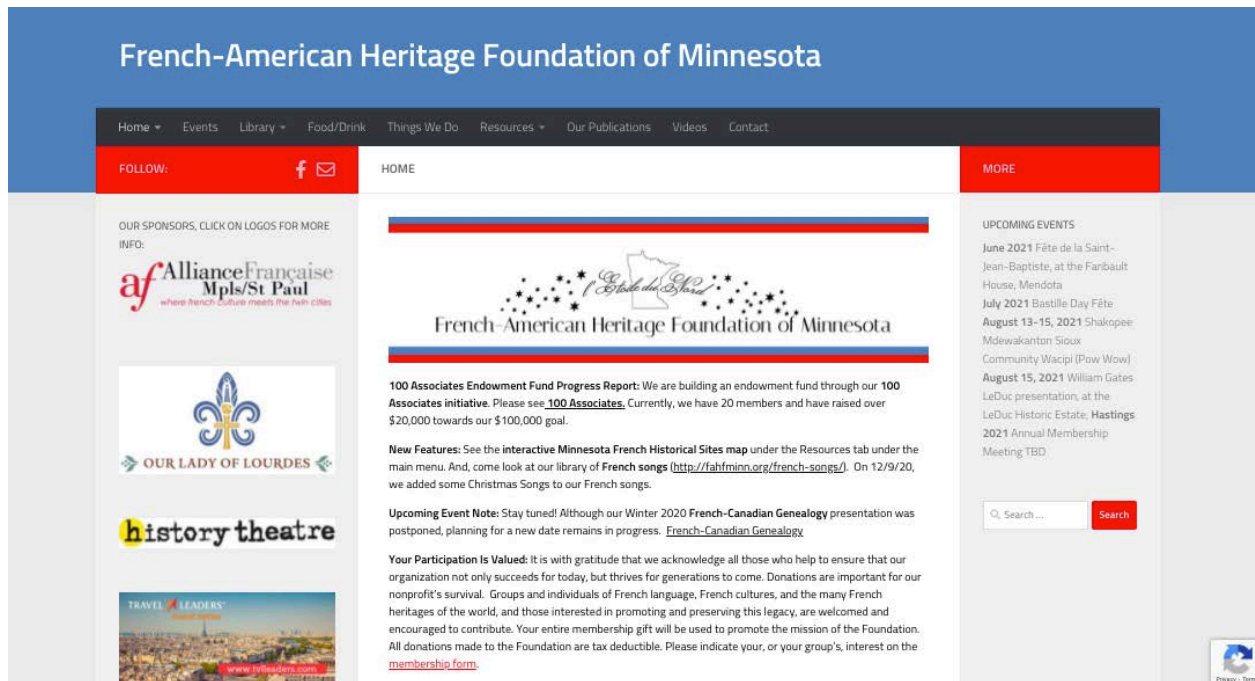 French-American Heritage Foundation of Minnesota
Home Events Library Food/Drink Things We Do Resources Our Publications Videos Contact
FOLLOW:
OUR SPONSORS, CLICK ON LOGOS FOR MORE
INFO:
af AllianceFrançaise
Mpls/St Paul
where french culture meets the twin cities
OUR LADY OF LOURDES
history theatre
TRAVEL LEADERS
www.tvlleaders.com
HOME
l'Etoile du Nord
French-American Heritage Foundation of Minnesota
100 Associates Endowment Fund Progress Report: We are building an endowment fund through our 100
Associates initiative. Please see 100 Associates. Currently, we have 20 members and have raised over
$20,000 towards our $100,000 goal.
New Features: See the interactive Minnesota French Historical Sites map under the Resources tab under the
main menu. And, come look at our library of French songs (http://fahfminn.org/french-songs/). On 12/9/20,
we added some Christmas Songs to our French songs.
Upcoming Event Note: Stay tuned! Although our Winter 2020 French-Canadian Genealogy presentation was
postponed, planning for a new date remains in progress. French-Canadian Genealogy
Your Participation Is Valued: It is with gratitude that we acknowledge all those who help to ensure that our
organization not only succeeds for today, but thrives for generations to come. Donations are important for our
nonprofit's survival. Groups and individuals of French language, French cultures, and the many French
heritages of the world, and those interested in promoting and preserving this legacy, are welcomed and
encouraged to contribute. Your entire membership gift will be used to promote the mission of the Foundation.
All donations made to the Foundation are tax deductible. Please indicate your, or your group's, interest on the
membership form.
MORE
UPCOMING EVENTS
June 2021 Fête de la Saint-
Jean-Baptiste, at the Faribault
House, Mendota
July 2021 Bastille Day Fête
August 13-15, 2021 Shakopee
Mdewakanton Sioux
Community Wacipi (Pow Wow)
August 15, 2021 William Gates
LeDuc presentation, at the
LeDuc Historic Estate, Hastings
2021 Annual Membership
Meeting TBD
Search ... Search
Privacy - Term